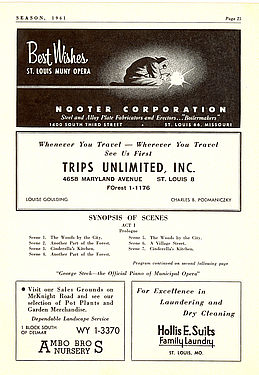 SEASON, 1961
Page 21
Best Wishes
ST. LOUIS MUNY OPERA
NOOTER CORPORATION
Steel and Alloy Plate Fabricators and Erectors..."Boilermakers"
1400 SOUTH THIRD STREET • ST. LOUIS 66, MISSOURI
Whenever You Travel — Wherever You Travel
See Us First
TRIPS UNLIMITED, INC.
4658 MARYLAND AVENUE ST. LOUIS 8
FOrest 1-1176
LOUISE GOULDING
CHARLES B. PODMANICZKY
SYNOPSIS OF SCENES
ACT I
Prologue
Scene 1. The Woods by the City.
Scene 2. Another Part of the Forest.
Scene 3. Cinderella's Kitchen.
Scene 4. Another Part of the Forest.
Scene 5. The Woods by the City.
Scene 6. A Village Street.
Scene 7. Cinderella's Kitchen.
Program continued on second following page
"George Steck—the Official Piano of Municipal Opera"
• Visit our Sales Grounds on
McKnight Road and see our
selection of Pot Plants and
Garden Merchandise.
Dependable Landscape Service
1 BLOCK SOUTH
OF DELMAR
WY 1-3370
AMBO BROS
NURSERY S
For Excellence in
Laundering and
Dry Cleaning
Hollis E. Suits
Family Laundry
ST. LOUIS, MO.